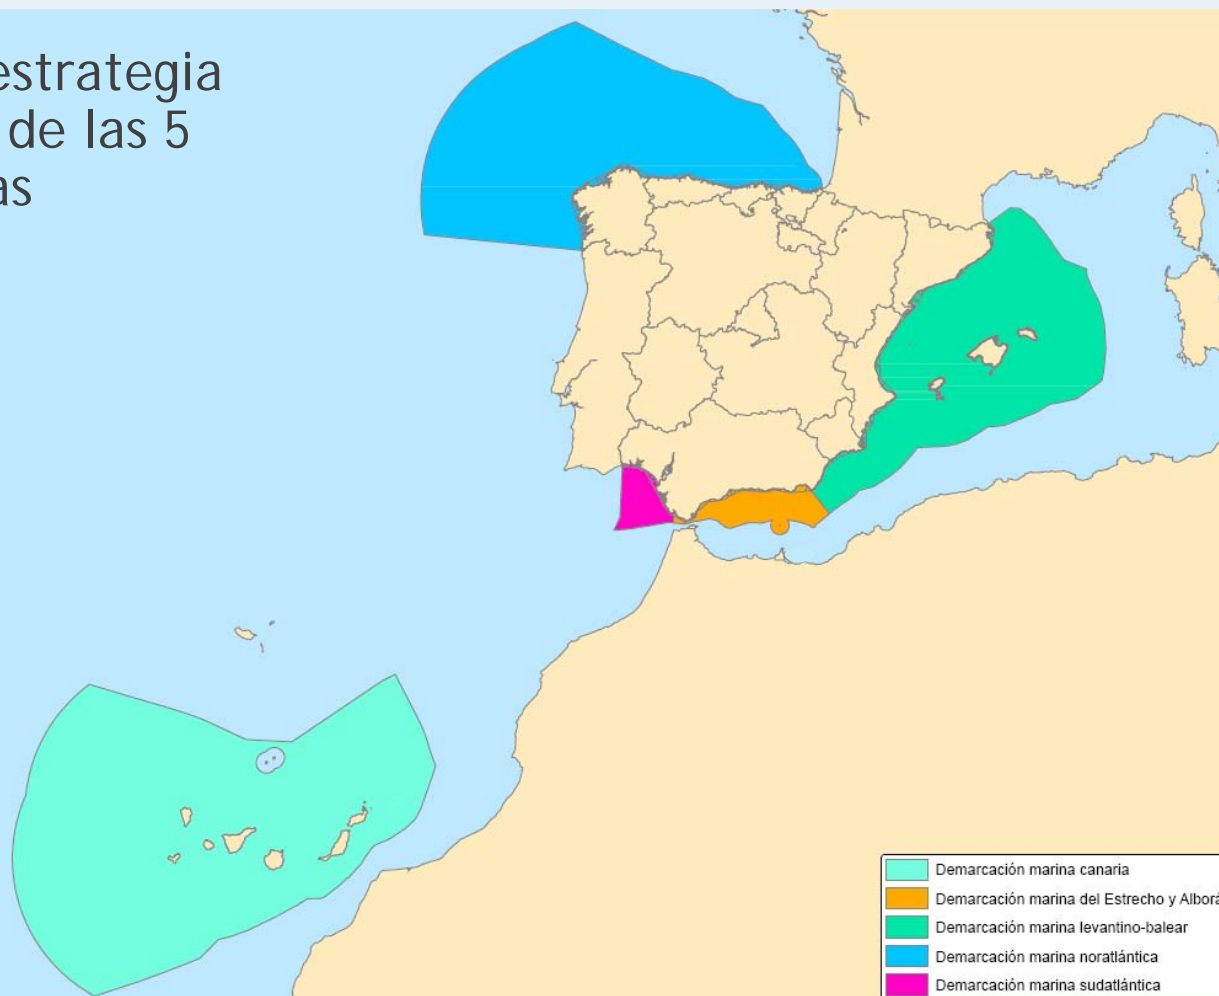 estrategia
de las 5
as
Demarcación marina canaria
Demarcación marina del Estrecho y Alborá
Demarcación marina levantino-balear
Demarcación marina noratlántica
Demarcación marina sudatlántica